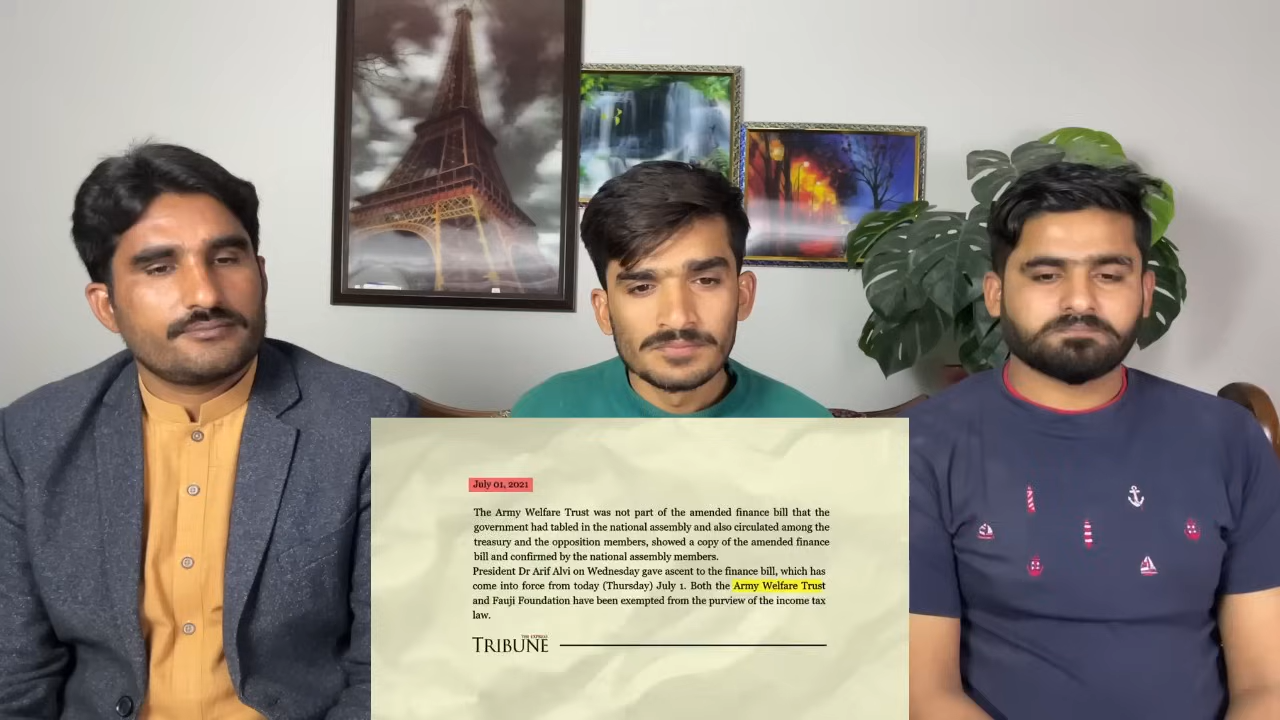 July 01, 2021
The Army Welfare Trust was not part of the amended finance bill that the
government had tabled in the national assembly and also circulated among the
treasury and the opposition members, showed a copy of the amended finance
bill and confirmed by the national assembly members.
President Dr Arif Alvi on Wednesday gave ascent to the finance bill, which has
come into force from today (Thursday) July 1. Both the Army Welfare Trust
and Fauji Foundation have been exempted from the purview of the income tax
law.
THE EXPRESS
TRIBUNE